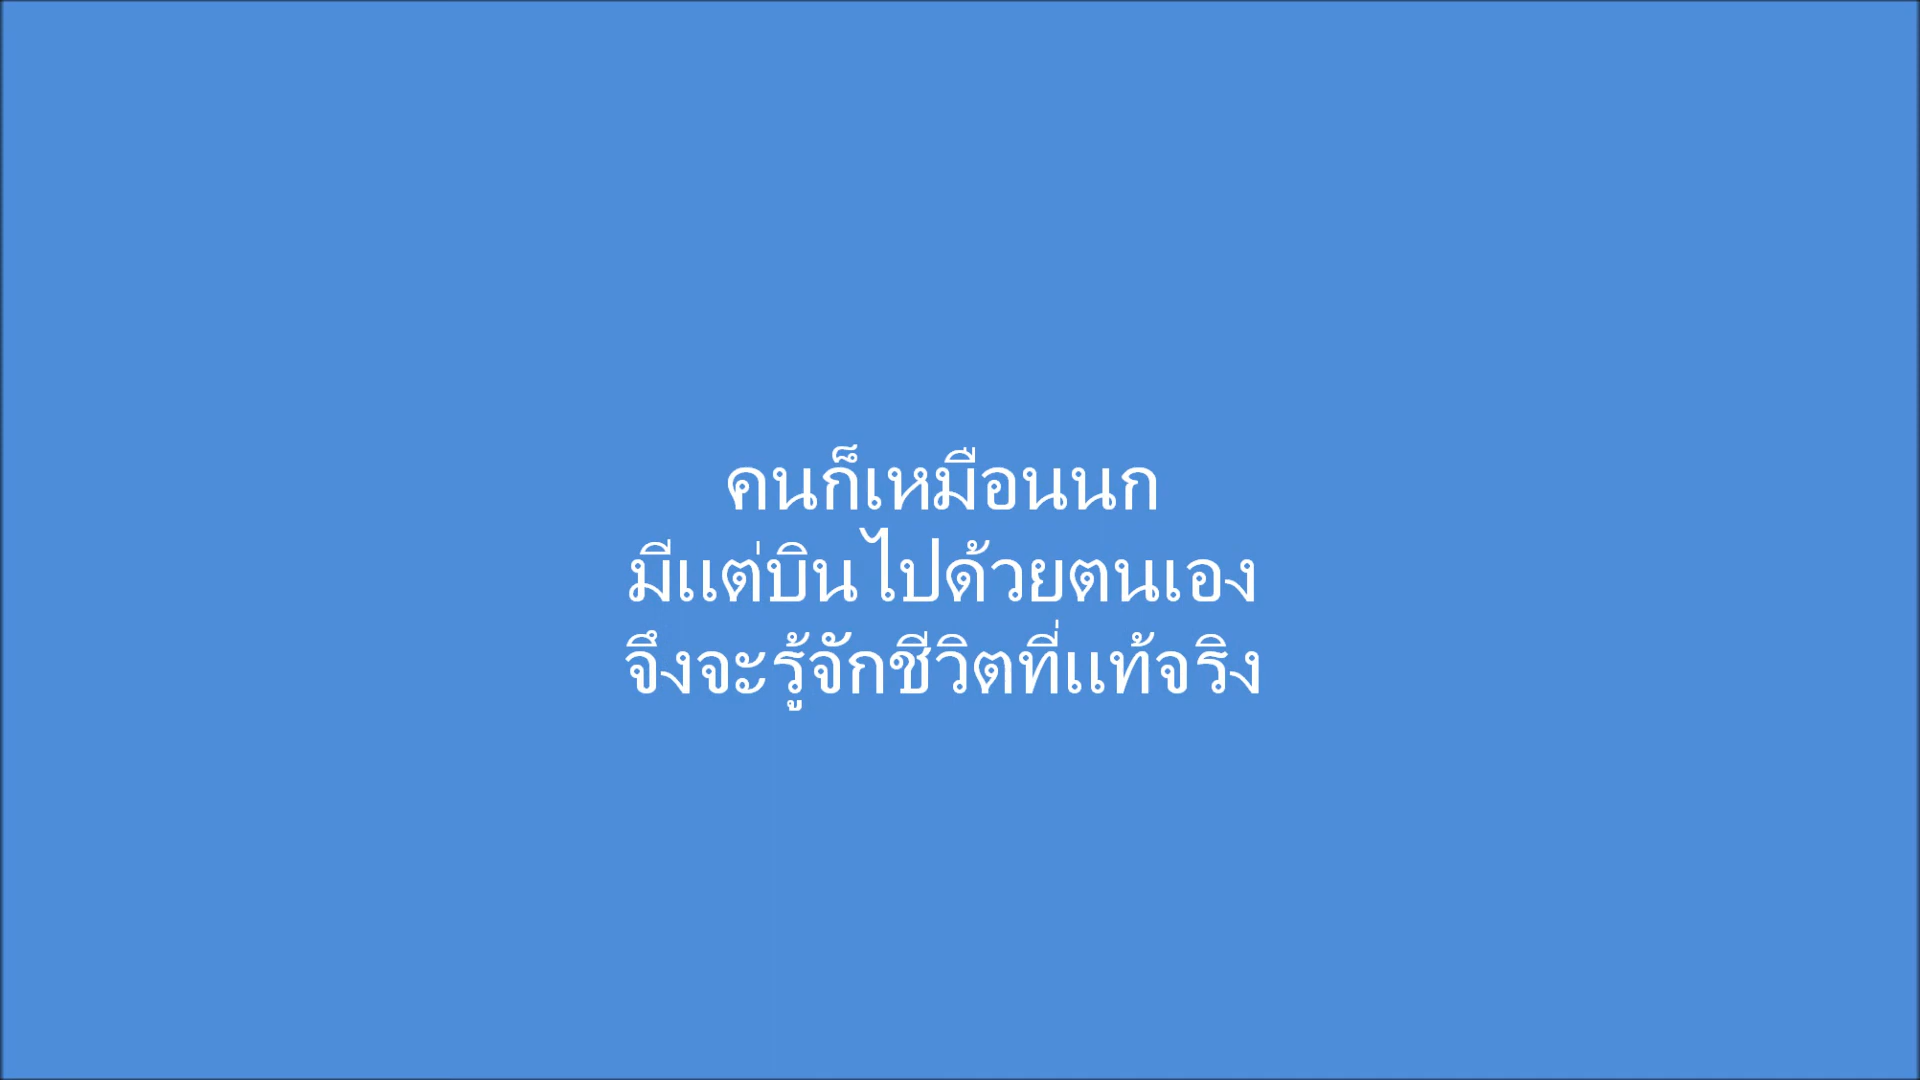 คนก็เหมือนนก
มีแต่บินไปด้วยตนเอง
จึงจะรู้จักชีวิตที่แท้จริง